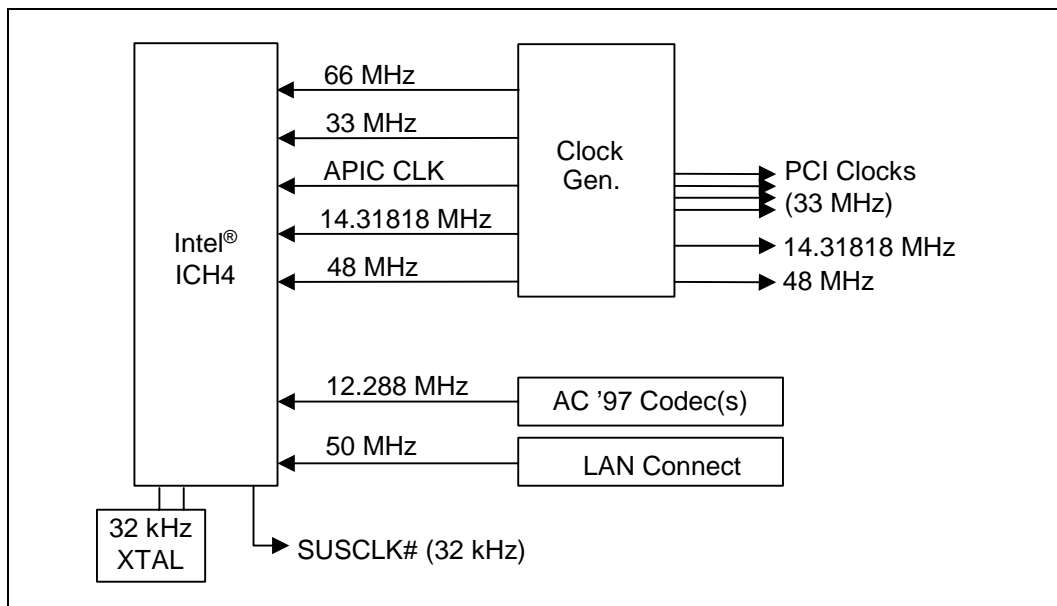 66 MHz
33 MHz
APIC CLK
14.31818 MHz
48 MHz
Intel®
ICH4
Clock
Gen.
PCI Clocks
(33 MHz)
14.31818 MHz
48 MHz
12.288 MHz
AC ’97 Codec(s)
50 MHz
LAN Connect
32 kHz
XTAL
SUSCLK# (32 kHz)